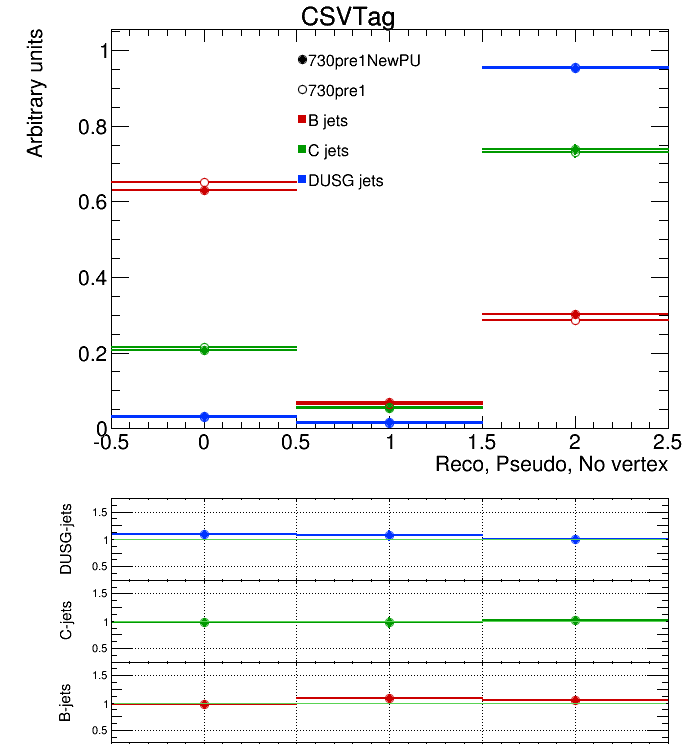 CSVTag
Arbitrary units
1
0.8
0.6
0.4
0.2
0
730pre1NewPU
730pre1
B jets
C jets
DUSG jets
-0.5 0 0.5 1 1.5 2 2.5
Reco, Pseudo, No vertex
DUSG-jets
1.5
1
0.5
C-jets
1.5
1
0.5
B-jets
1.5
1
0.5